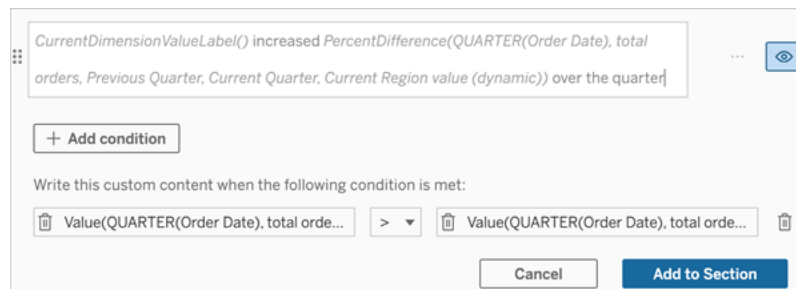 CurrentDimensionValueLabel() increased PercentDifference(QUARTER(Order Date), total
orders, Previous Quarter, Current Quarter, Current Region value (dynamic)) over the quarter
+ Add condition
Write this custom content when the following condition is met:
Value(QUARTER(Order Date), total orde... > Value(QUARTER(Order Date), total orde...
Cancel Add to Section